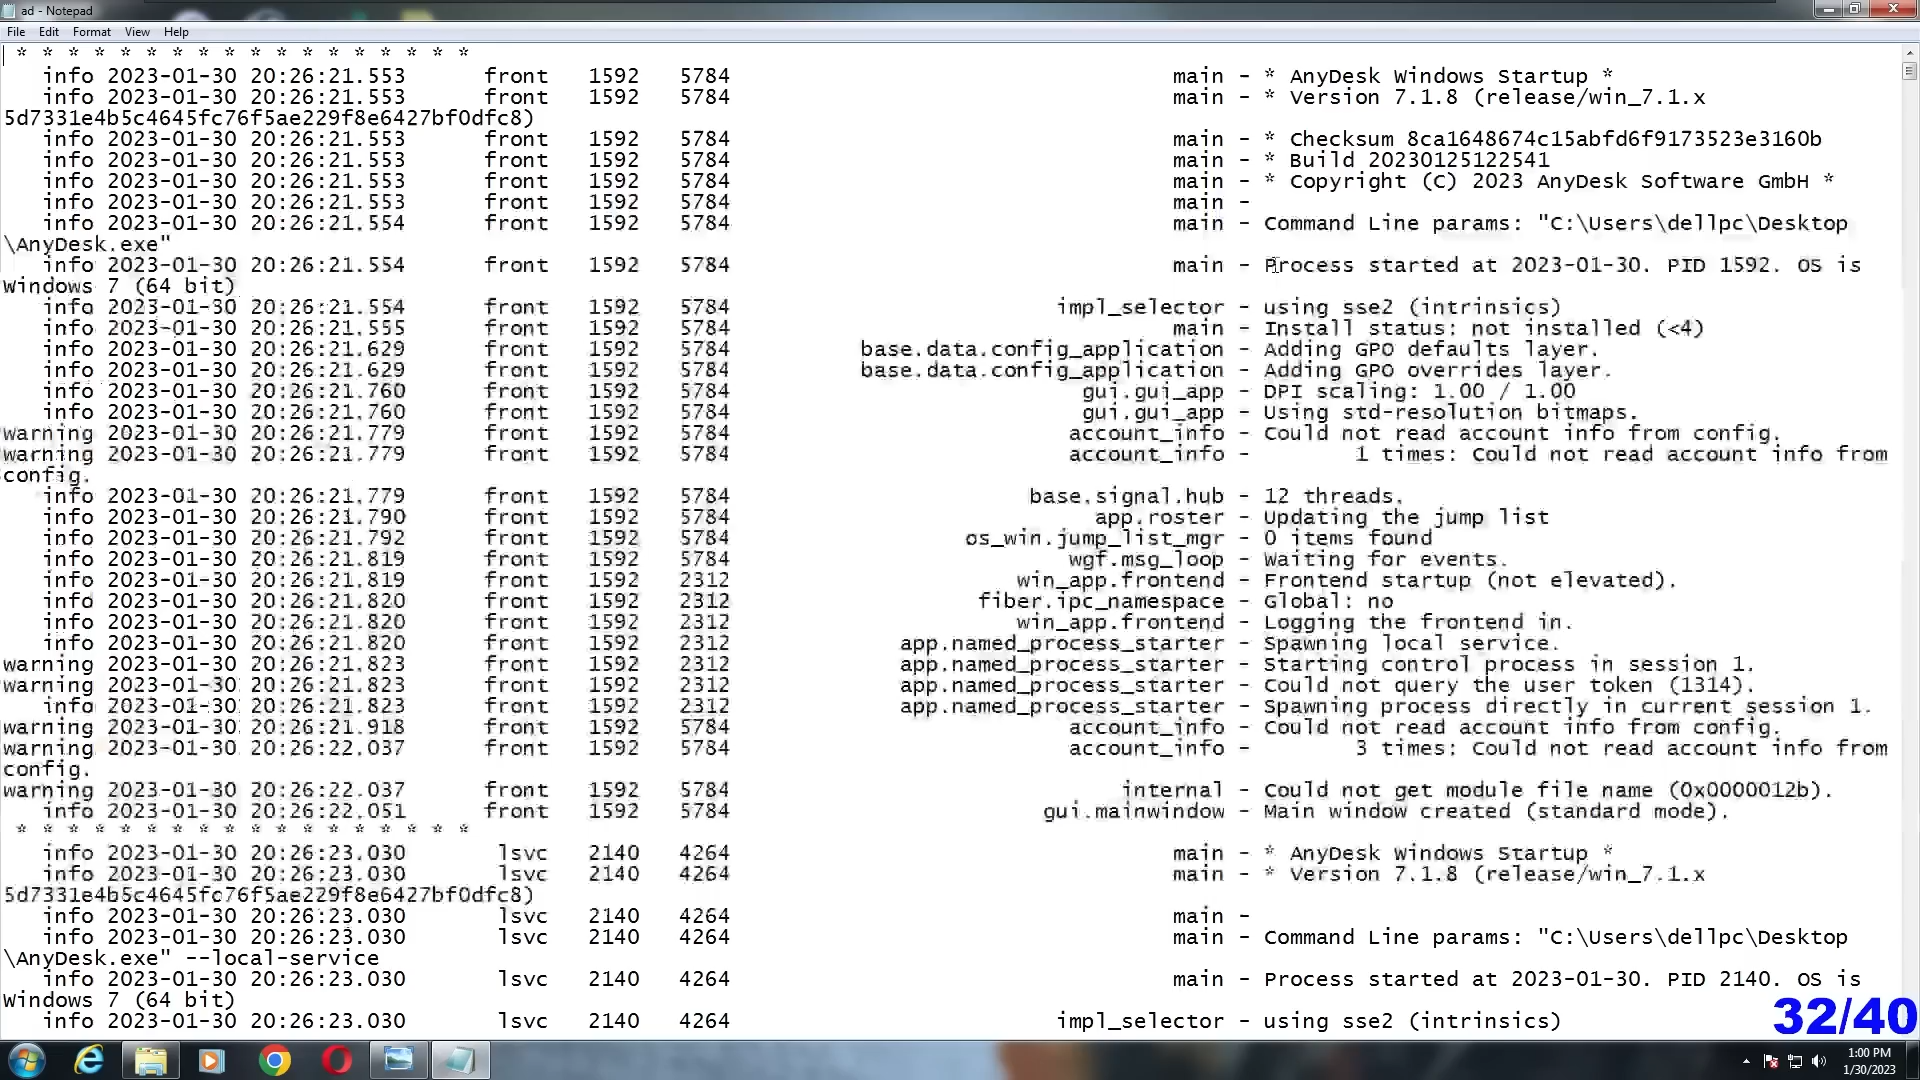 ad - Notepad
File Edit Format View Help
* * * * * * * * * * * * * * * * * *
info 2023-01-30 20:26:21.553 front 1592 5784 main - * AnyDesk Windows Startup *
info 2023-01-30 20:26:21.553 front 1592 5784 main - * Version 7.1.8 (release/win_7.1.x
5d7331e4b5c4645fc76f5ae229f8e6427bf0dfc8)
info 2023-01-30 20:26:21.553 front 1592 5784 main - * Checksum 8ca1648674c15abfd6f9173523e3160b
info 2023-01-30 20:26:21.553 front 1592 5784 main - * Build 20230125122541
info 2023-01-30 20:26:21.553 front 1592 5784 main - * Copyright (C) 2023 AnyDesk Software GmbH *
info 2023-01-30 20:26:21.553 front 1592 5784 main -
info 2023-01-30 20:26:21.554 front 1592 5784 main - Command Line params: "C:\Users\dellpc\Desktop
\AnyDesk.exe"
info 2023-01-30 20:26:21.554 front 1592 5784 main - Process started at 2023-01-30. PID 1592. OS is
Windows 7 (64 bit)
info 2023-01-30 20:26:21.554 front 1592 5784 impl_selector - using sse2 (intrinsics)
info 2023-01-30 20:26:21.555 front 1592 5784 main - Install status: not installed (<4)
info 2023-01-30 20:26:21.629 front 1592 5784 base.data.config_application - Adding GPO defaults layer.
info 2023-01-30 20:26:21.629 front 1592 5784 base.data.config_application - Adding GPO overrides layer.
info 2023-01-30 20:26:21.760 front 1592 5784 gui.gui_app - DPI scaling: 1.00 / 1.00
info 2023-01-30 20:26:21.760 front 1592 5784 gui.gui_app - Using std-resolution bitmaps.
warning 2023-01-30 20:26:21.779 front 1592 5784 account_info - Could not read account info from config.
warning 2023-01-30 20:26:21.779 front 1592 5784 account_info - 1 times: Could not read account info from
config.
info 2023-01-30 20:26:21.779 front 1592 5784 base.signal.hub - 12 threads.
info 2023-01-30 20:26:21.790 front 1592 5784 app.roster - Updating the jump list
info 2023-01-30 20:26:21.792 front 1592 5784 os_win.jump_list_mgr - 0 items found
info 2023-01-30 20:26:21.819 front 1592 5784 wgf.msg_loop - Waiting for events.
info 2023-01-30 20:26:21.819 front 1592 2312 win_app.frontend - Frontend startup (not elevated).
info 2023-01-30 20:26:21.820 front 1592 2312 fiber.ipc_namespace - Global: no
info 2023-01-30 20:26:21.820 front 1592 2312 win_app.frontend - Logging the frontend in.
info 2023-01-30 20:26:21.820 front 1592 2312 app.named_process_starter - Spawning local service.
warning 2023-01-30 20:26:21.823 front 1592 2312 app.named_process_starter - Starting control process in session 1.
warning 2023-01-30 20:26:21.823 front 1592 2312 app.named_process_starter - Could not query the user token (1314).
info 2023-01-30 20:26:21.823 front 1592 2312 app.named_process_starter - Spawning process directly in current session 1.
warning 2023-01-30 20:26:21.918 front 1592 5784 account_info - Could not read account info from config.
warning 2023-01-30 20:26:22.037 front 1592 5784 account_info - 3 times: Could not read account info from
config.
warning 2023-01-30 20:26:22.037 front 1592 5784 internal - Could not get module file name (0x0000012b).
info 2023-01-30 20:26:22.051 front 1592 5784 gui.mainwindow - Main window created (standard mode).
* * * * * * * * * * * * * * * * * *
info 2023-01-30 20:26:23.030 lsvc 2140 4264 main - * AnyDesk Windows Startup *
info 2023-01-30 20:26:23.030 lsvc 2140 4264 main - * Version 7.1.8 (release/win_7.1.x
5d7331e4b5c4645fc76f5ae229f8e6427bf0dfc8)
info 2023-01-30 20:26:23.030 lsvc 2140 4264 main -
info 2023-01-30 20:26:23.030 lsvc 2140 4264 main - Command Line params: "C:\Users\dellpc\Desktop
\AnyDesk.exe" --local-service
info 2023-01-30 20:26:23.030 lsvc 2140 4264 main - Process started at 2023-01-30. PID 2140. OS is
Windows 7 (64 bit)
info 2023-01-30 20:26:23.030 lsvc 2140 4264 impl_selector - using sse2 (intrinsics)
32/40
1:00 PM
1/30/2023